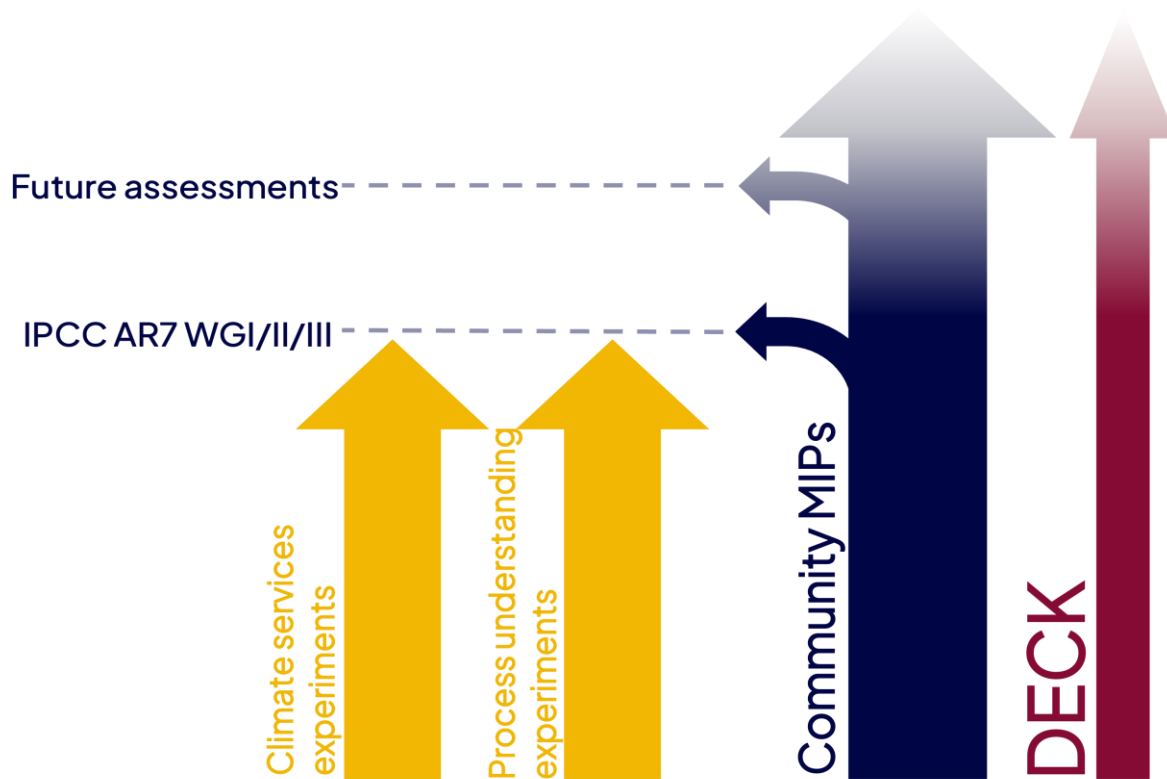 Future assessments
IPCC AR7 WGI/II/III
Climate services
experiments
Process understanding
experiments
Community MIPs
DECK